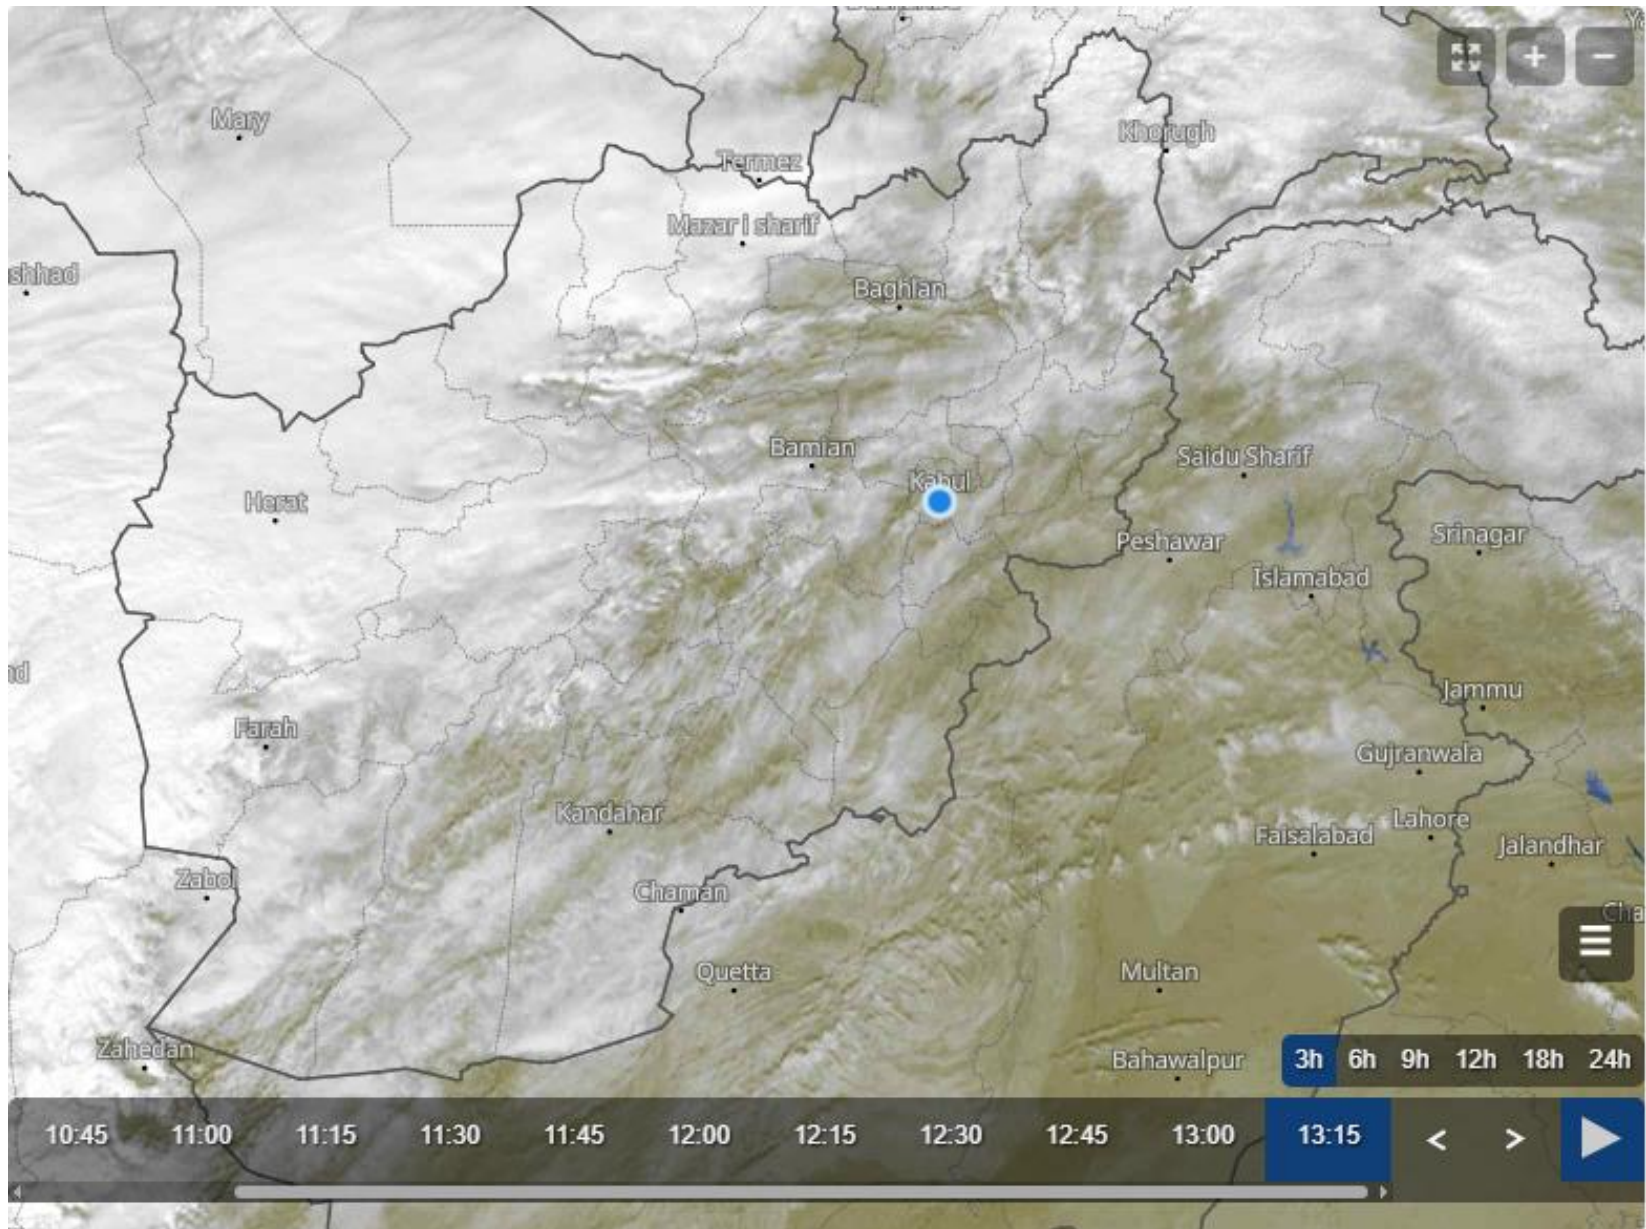 Mary
Khorugh
Termez
Mazar i sharif
shhad
Baghlan
Bamian
Saidu Sharif
Kabul
Herat
Srinagar
Peshawar
Islamabad
nd
Jammu
Farah
Gujranwala
Kandahar
Lahore
Faisalabad
Jalandhar
Zabol
Chaman
Cha
Quetta
Multan
Zahedan
Bahawalpur
3h 6h 9h 12h 18h 24h
10:45 11:00 11:15 11:30 11:45 12:00 12:15 12:30 12:45 13:00 13:15 < >